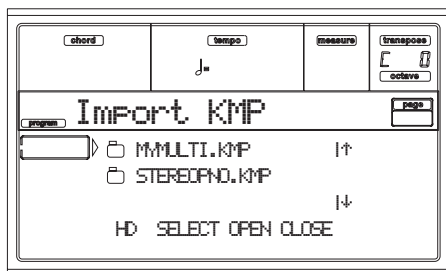 chord tempo measure transpose
♩= C 0
octave
program Import KMP page
MYMULTI.KMP |↑
STEREOPNO.KMP
|↓
HD SELECT OPEN CLOSE